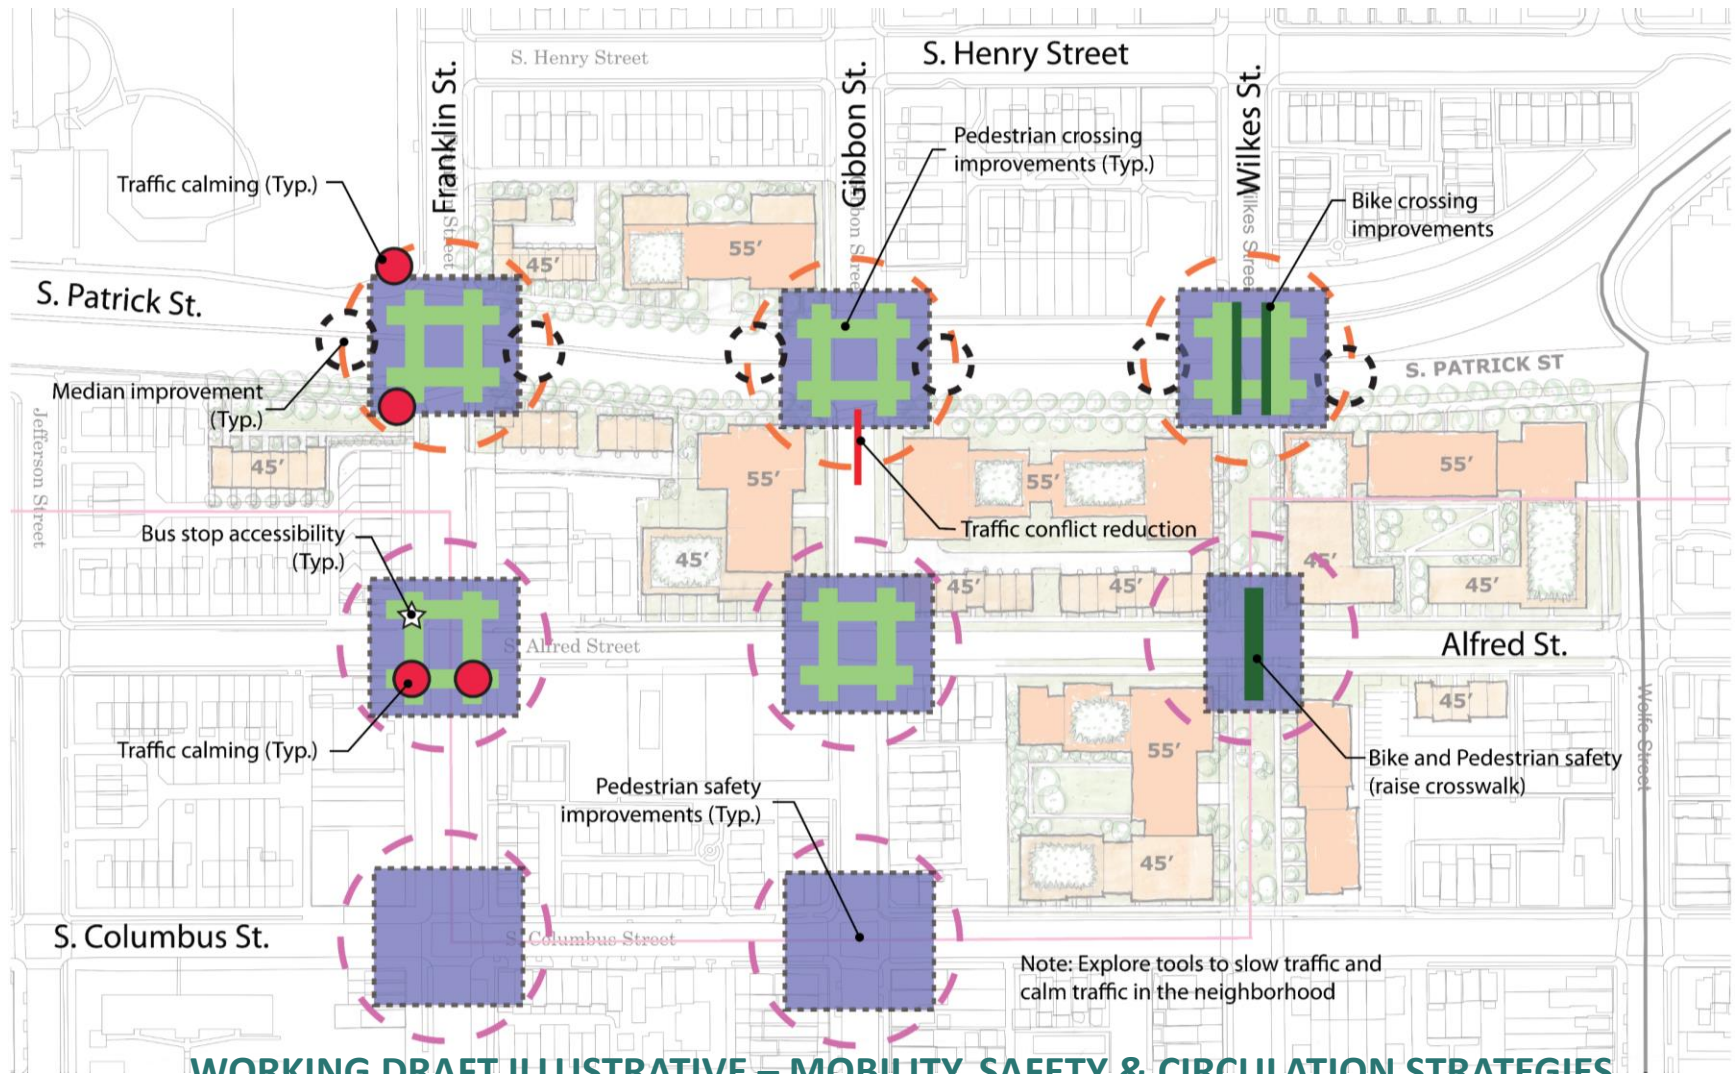 S. Henry Street
S. Henry Street
Franklin St.
Gibbon St.
Wilkes St.
Wilkes Street
Pedestrian crossing
improvements (Typ.)
Traffic calming (Typ.)
Bike crossing
improvements
55'
45'
S. Patrick St.
S. PATRICK ST
Median improvement
(Typ.)
Jefferson Street
45'
55'
55'
55'
Bus stop accessibility
(Typ.)
Traffic conflict reduction
45'
45'
45'
45'
45'
S. Alfred Street
Alfred St.
45'
Wolfe Street
Traffic calming (Typ.)
55'
Bike and Pedestrian safety
(raise crosswalk)
Pedestrian safety
improvements (Typ.)
45'
S. Columbus St.
S. Columbus Street
Note: Explore tools to slow traffic and
calm traffic in the neighborhood
WORKING DRAFT ILLUSTRATIVE – MOBILITY, SAFETY & CIRCULATION STRATEGIES